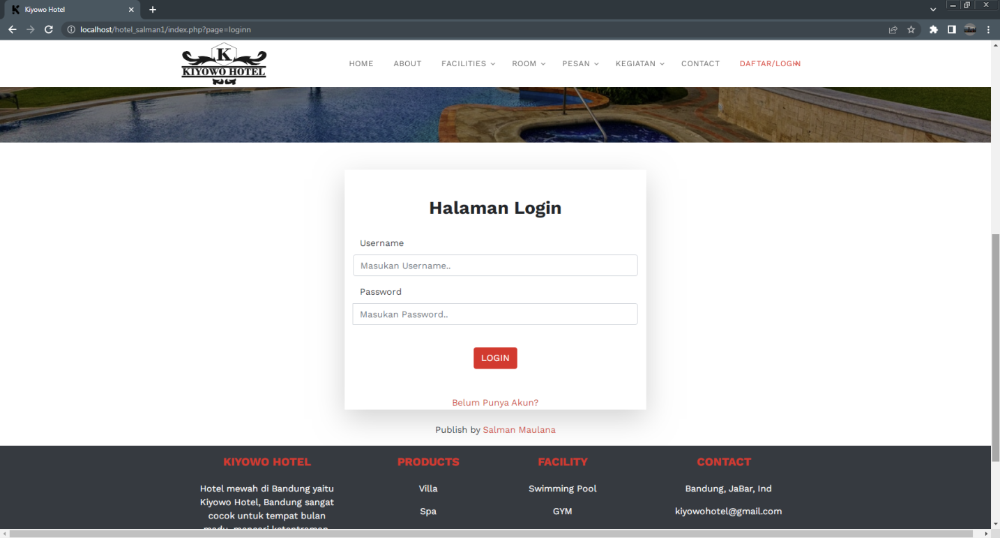 Kiyowo Hotel
localhost/hotel_salman1/index.php?page=loginn
K
KIYOWO HOTEL
HOME ABOUT FACILITIES ROOM PESAN KEGIATAN CONTACT DAFTAR/LOGIN
Halaman Login
Username
Masukan Username..
Password
Masukan Password..
LOGIN
Belum Punya Akun?
Publish by Salman Maulana
KIYOWO HOTEL PRODUCTS FACILITY CONTACT
Hotel mewah di Bandung yaitu Villa Swimming Pool Bandung, JaBar, Ind
Kiyowo Hotel, Bandung sangat
cocok untuk tempat bulan Spa GYM kiyowohotel@gmail.com
madu, mencari ketentraman